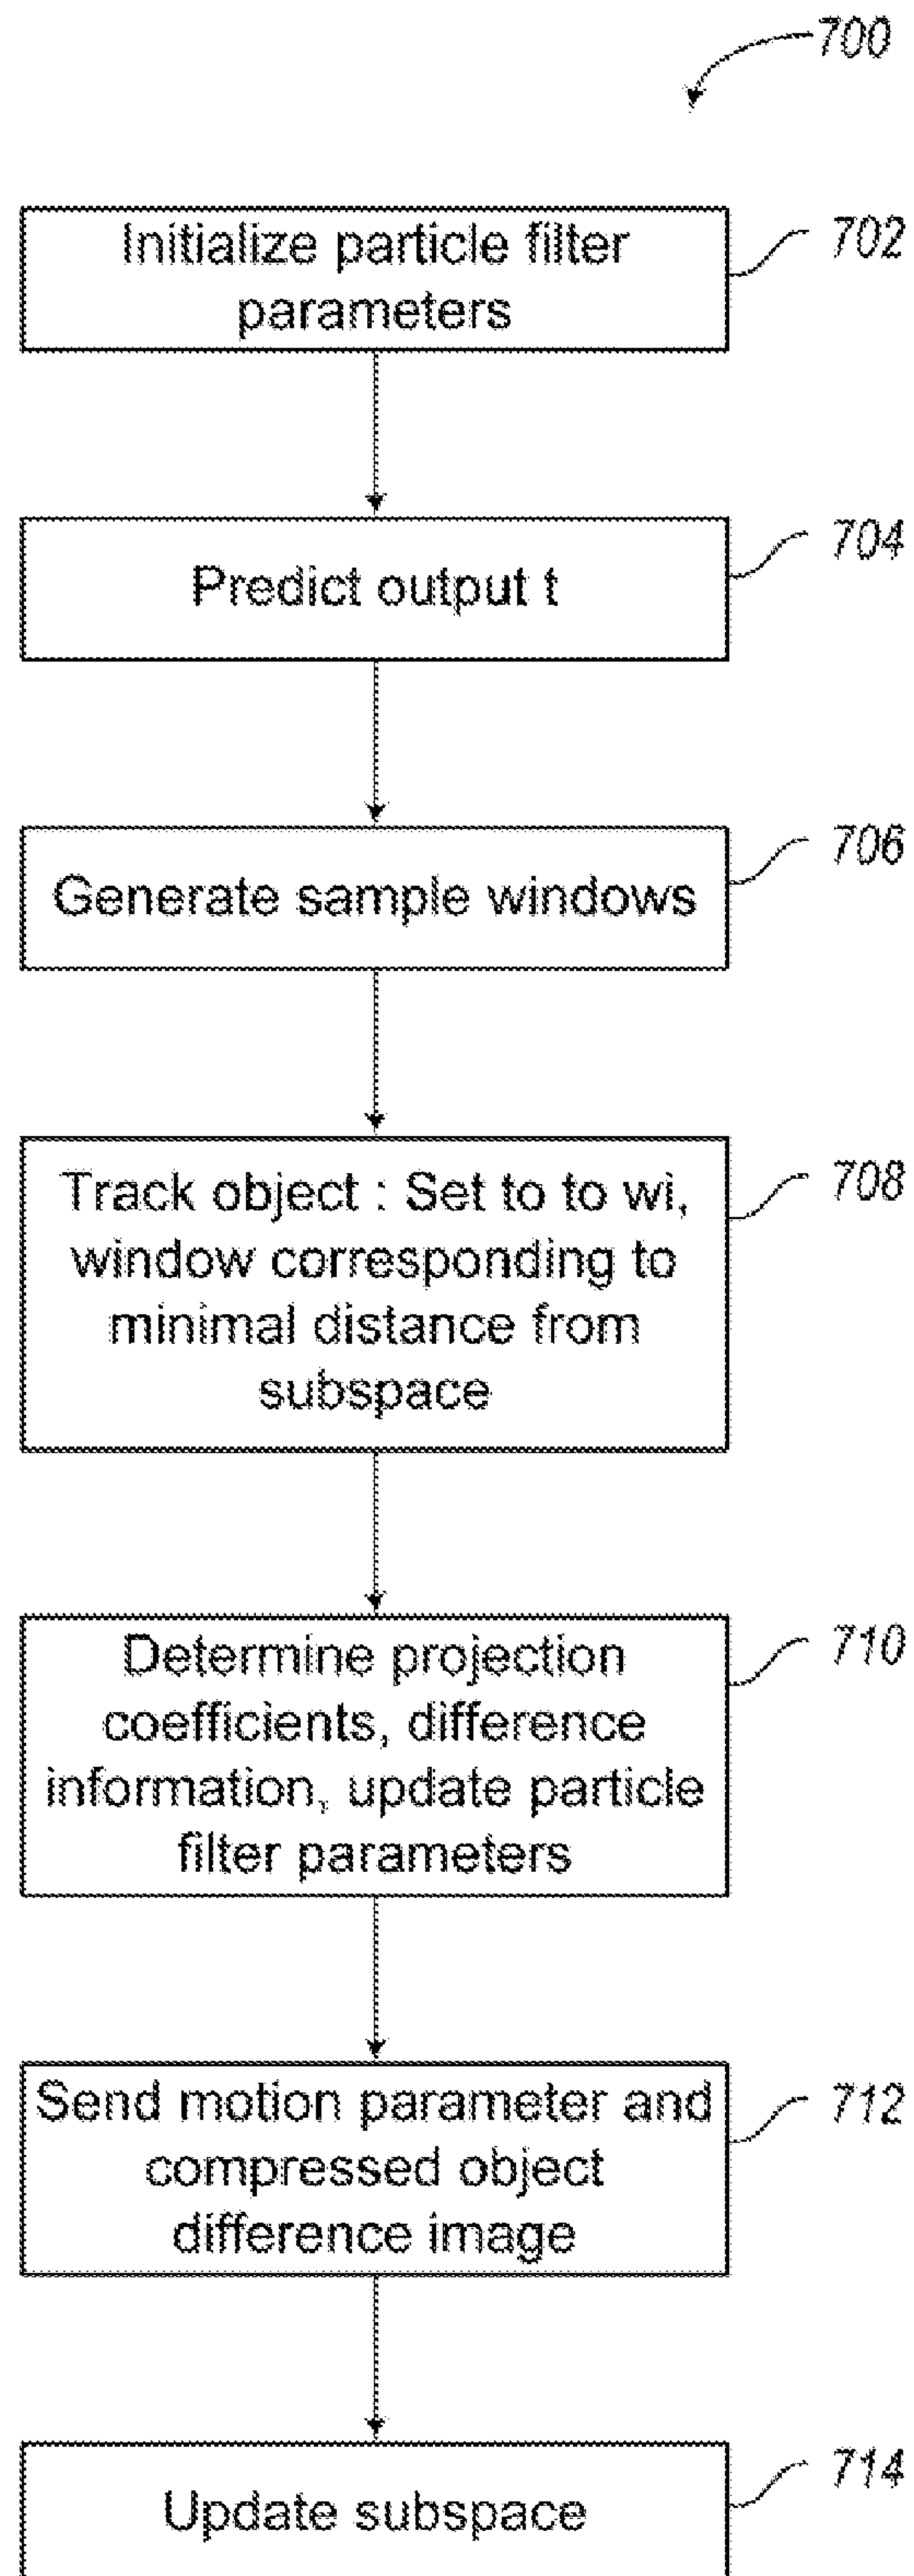 700
Initialize particle filter
parameters
702
Predict output t
704
Generate sample windows
706
Track object : Set to to wi,
window corresponding to
minimal distance from
subspace
708
Determine projection
coefficients, difference
information, update particle
filter parameters
710
Send motion parameter and
compressed object
difference image
712
Update subspace
714